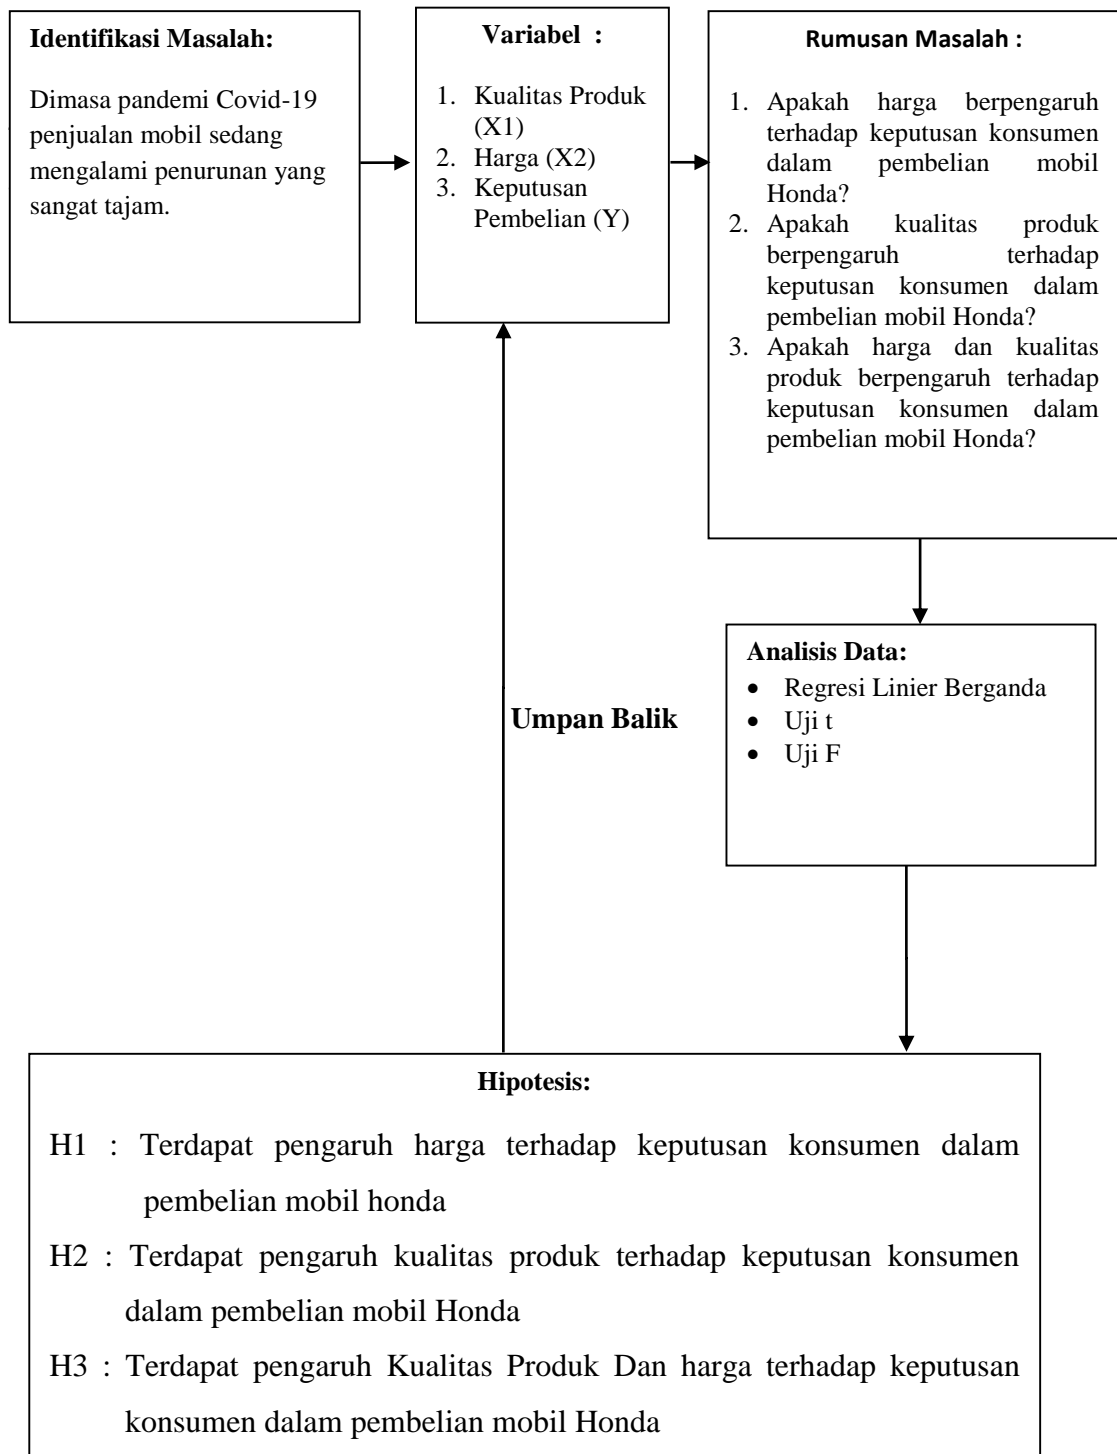 Identifikasi Masalah:
Dimasa pandemi Covid-19
penjualan mobil sedang
mengalami penurunan yang
sangat tajam.
Variabel :
1. Kualitas Produk
(X1)
2. Harga (X2)
3. Keputusan
Pembelian (Y)
Rumusan Masalah :
1. Apakah harga berpengaruh
terhadap keputusan konsumen
dalam pembelian mobil
Honda?
2. Apakah kualitas produk
berpengaruh terhadap
keputusan konsumen dalam
pembelian mobil Honda?
3. Apakah harga dan kualitas
produk berpengaruh terhadap
keputusan konsumen dalam
pembelian mobil Honda?
Analisis Data:
• Regresi Linier Berganda
• Uji t
• Uji F
Umpan Balik
Hipotesis:
H1 : Terdapat pengaruh harga terhadap keputusan konsumen dalam
pembelian mobil honda
H2 : Terdapat pengaruh kualitas produk terhadap keputusan konsumen
dalam pembelian mobil Honda
H3 : Terdapat pengaruh Kualitas Produk Dan harga terhadap keputusan
konsumen dalam pembelian mobil Honda